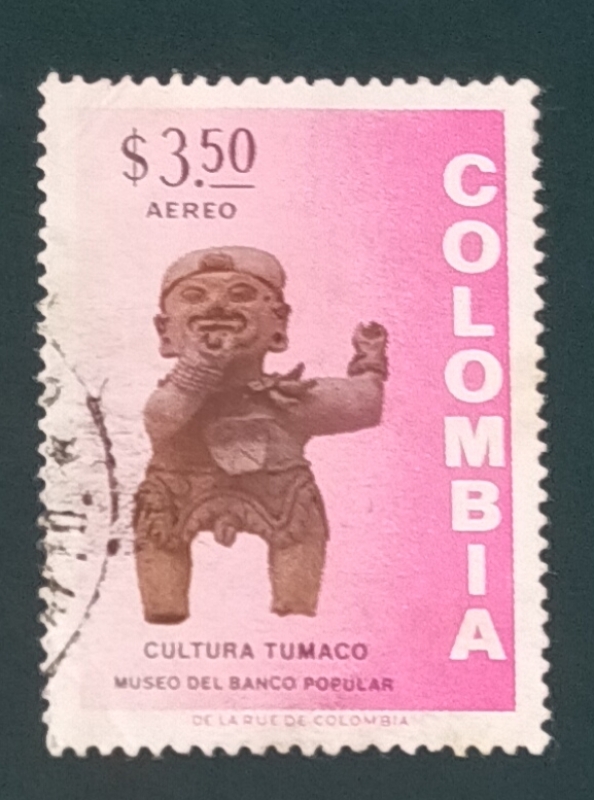 $3.50
AEREO
COLOMBIA
CULTURA TUMACO
MUSEO DEL BANCO POPULAR
DE LA RUE DE COLOMBIA